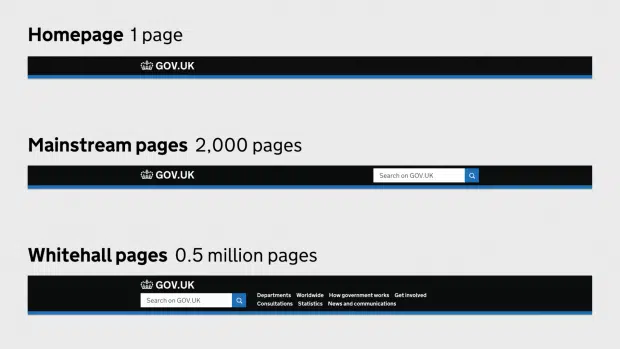 Homepage 1 page
GOV.UK
Mainstream pages 2,000 pages
GOV.UK
Search on GOV.UK
Whitehall pages 0.5 million pages
GOV.UK
Search on GOV.UK
Departments Worldwide How government works Get involved
Consultations Statistics News and communications